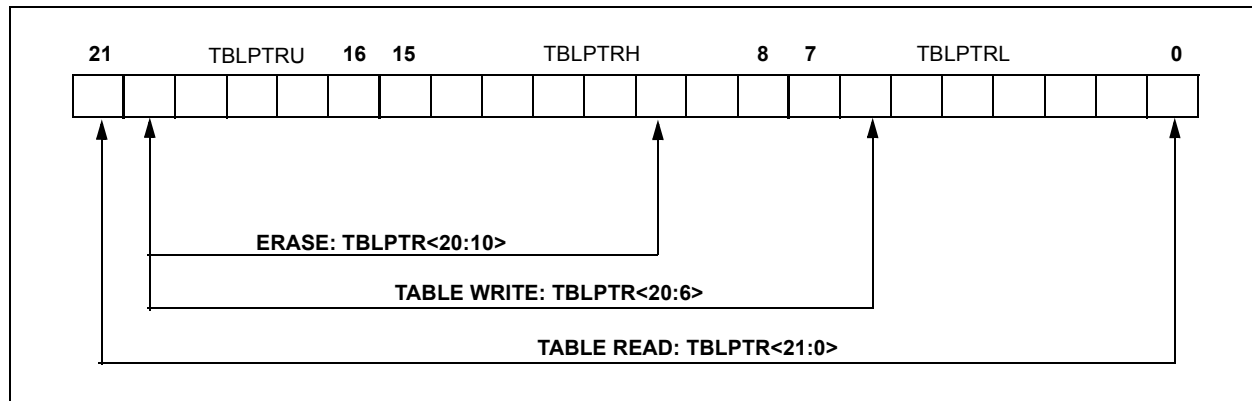 21 TBLPTRU 16 15 TBLPTRH 8 7 TBLPTRL 0
ERASE: TBLPTR<20:10>
TABLE WRITE: TBLPTR<20:6>
TABLE READ: TBLPTR<21:0>